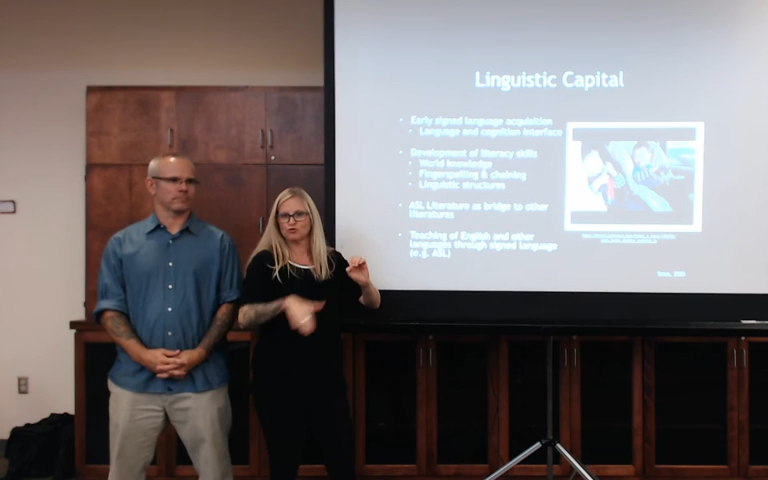 Linguistic Capital
• Early signed language acquisition
• Language and cognition interface
• Development of literacy skills
• World knowledge
• Fingerspelling & chaining
• Linguistic structures
• ASL Literature as bridge to other
literatures
• Teaching of English and other
languages through signed language
(e.g. ASL)